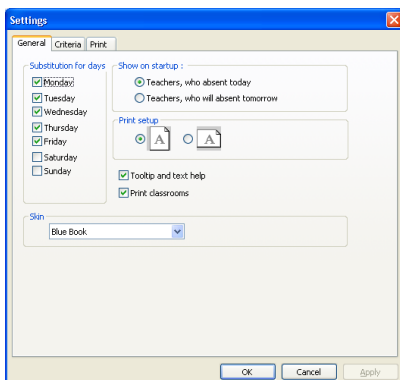 Settings
General Criteria Print
Substitution for days
Monday
Tuesday
Wednesday
Thursday
Friday
Saturday
Sunday
Show on startup :
Teachers, who absent today
Teachers, who will absent tomorrow
Print setup
A A
Tooltip and text help
Print classrooms
Skin
Blue Book
OK Cancel Apply